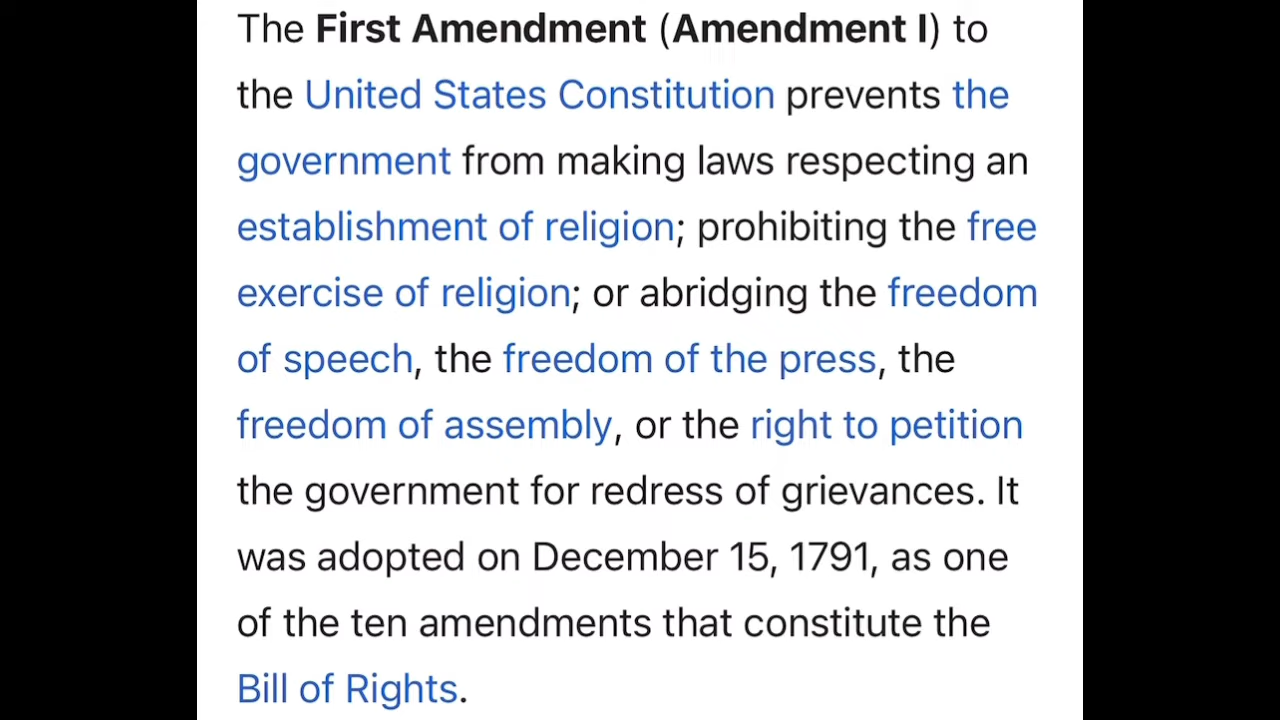 The First Amendment (Amendment I) to
the United States Constitution prevents the
government from making laws respecting an
establishment of religion; prohibiting the free
exercise of religion; or abridging the freedom
of speech, the freedom of the press, the
freedom of assembly, or the right to petition
the government for redress of grievances. It
was adopted on December 15, 1791, as one
of the ten amendments that constitute the
Bill of Rights.